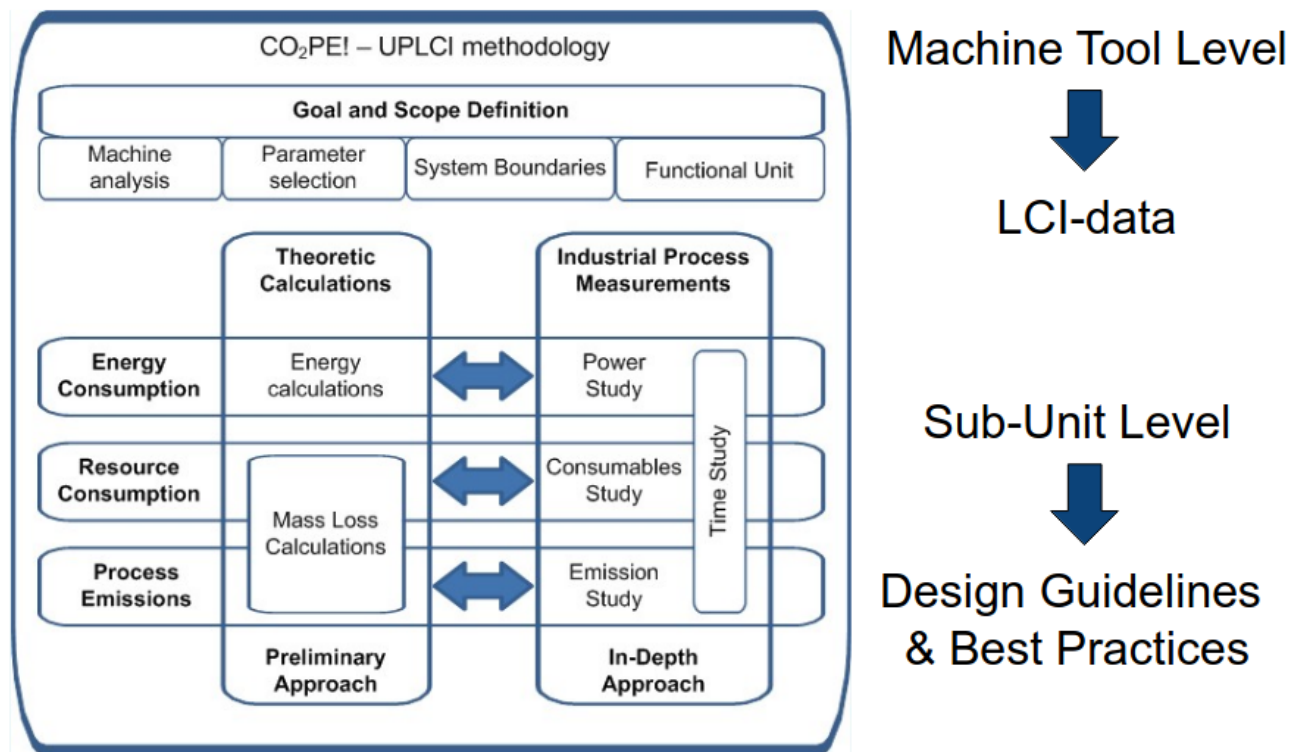 CO₂PE! – UPLCI methodology
Goal and Scope Definition
Machine
analysis
Parameter
selection
System Boundaries
Functional Unit
Theoretic
Calculations
Industrial Process
Measurements
Energy
Consumption
Energy
calculations
Power
Study
Resource
Consumption
Mass Loss
Calculations
Consumables
Study
Time Study
Process
Emissions
Emission
Study
Preliminary
Approach
In-Depth
Approach
Machine Tool Level
LCI-data
Sub-Unit Level
Design Guidelines
& Best Practices